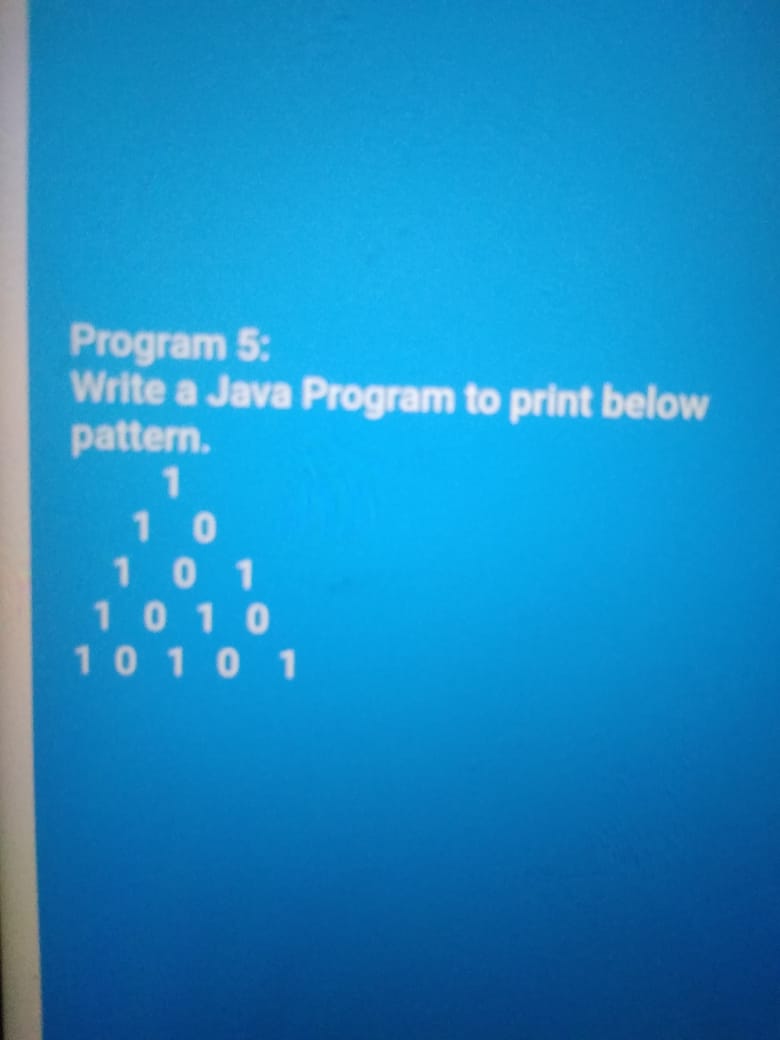 Program 5:
Write a Java Program to print below
pattern.
1
1 0
1 0 1
1 0 1 0
1 0 1 0 1